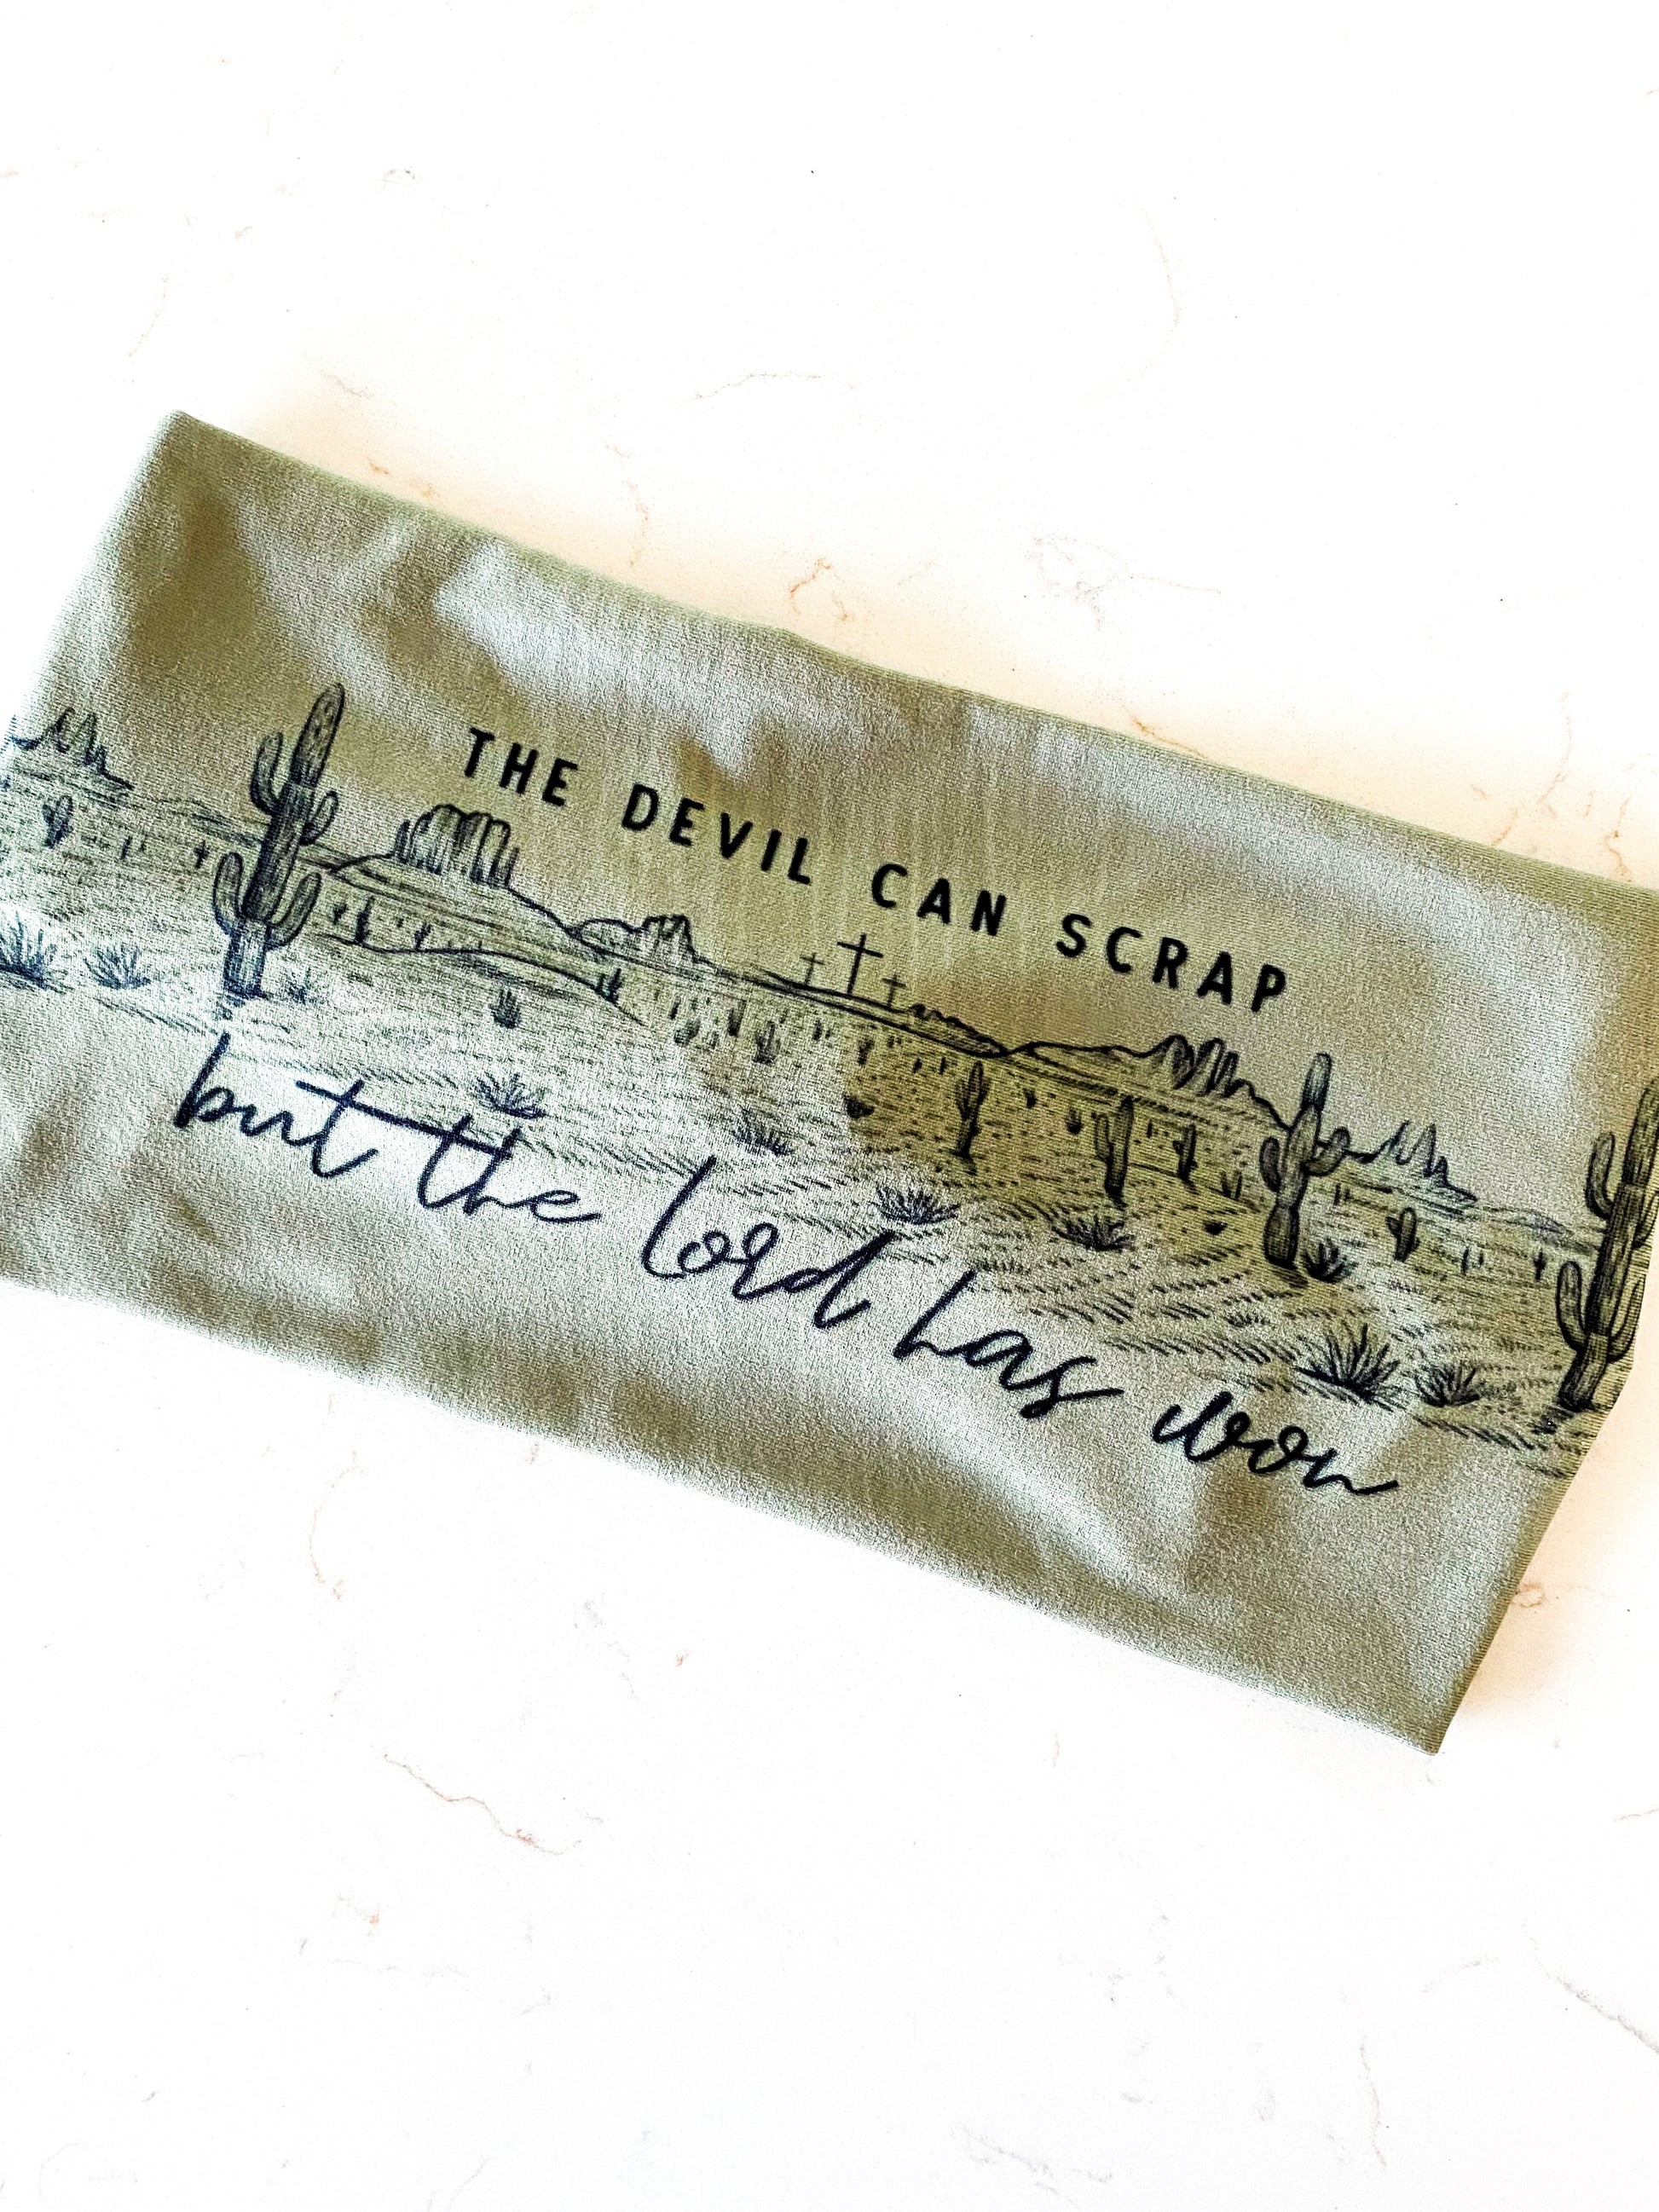 THE DEVIL CAN SCRAP
but the lord has won